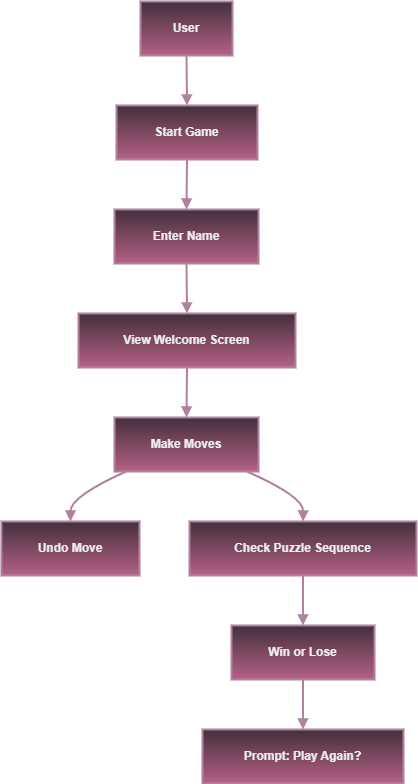 User
Start Game
Enter Name
View Welcome Screen
Make Moves
Undo Move
Check Puzzle Sequence
Win or Lose
Prompt: Play Again?